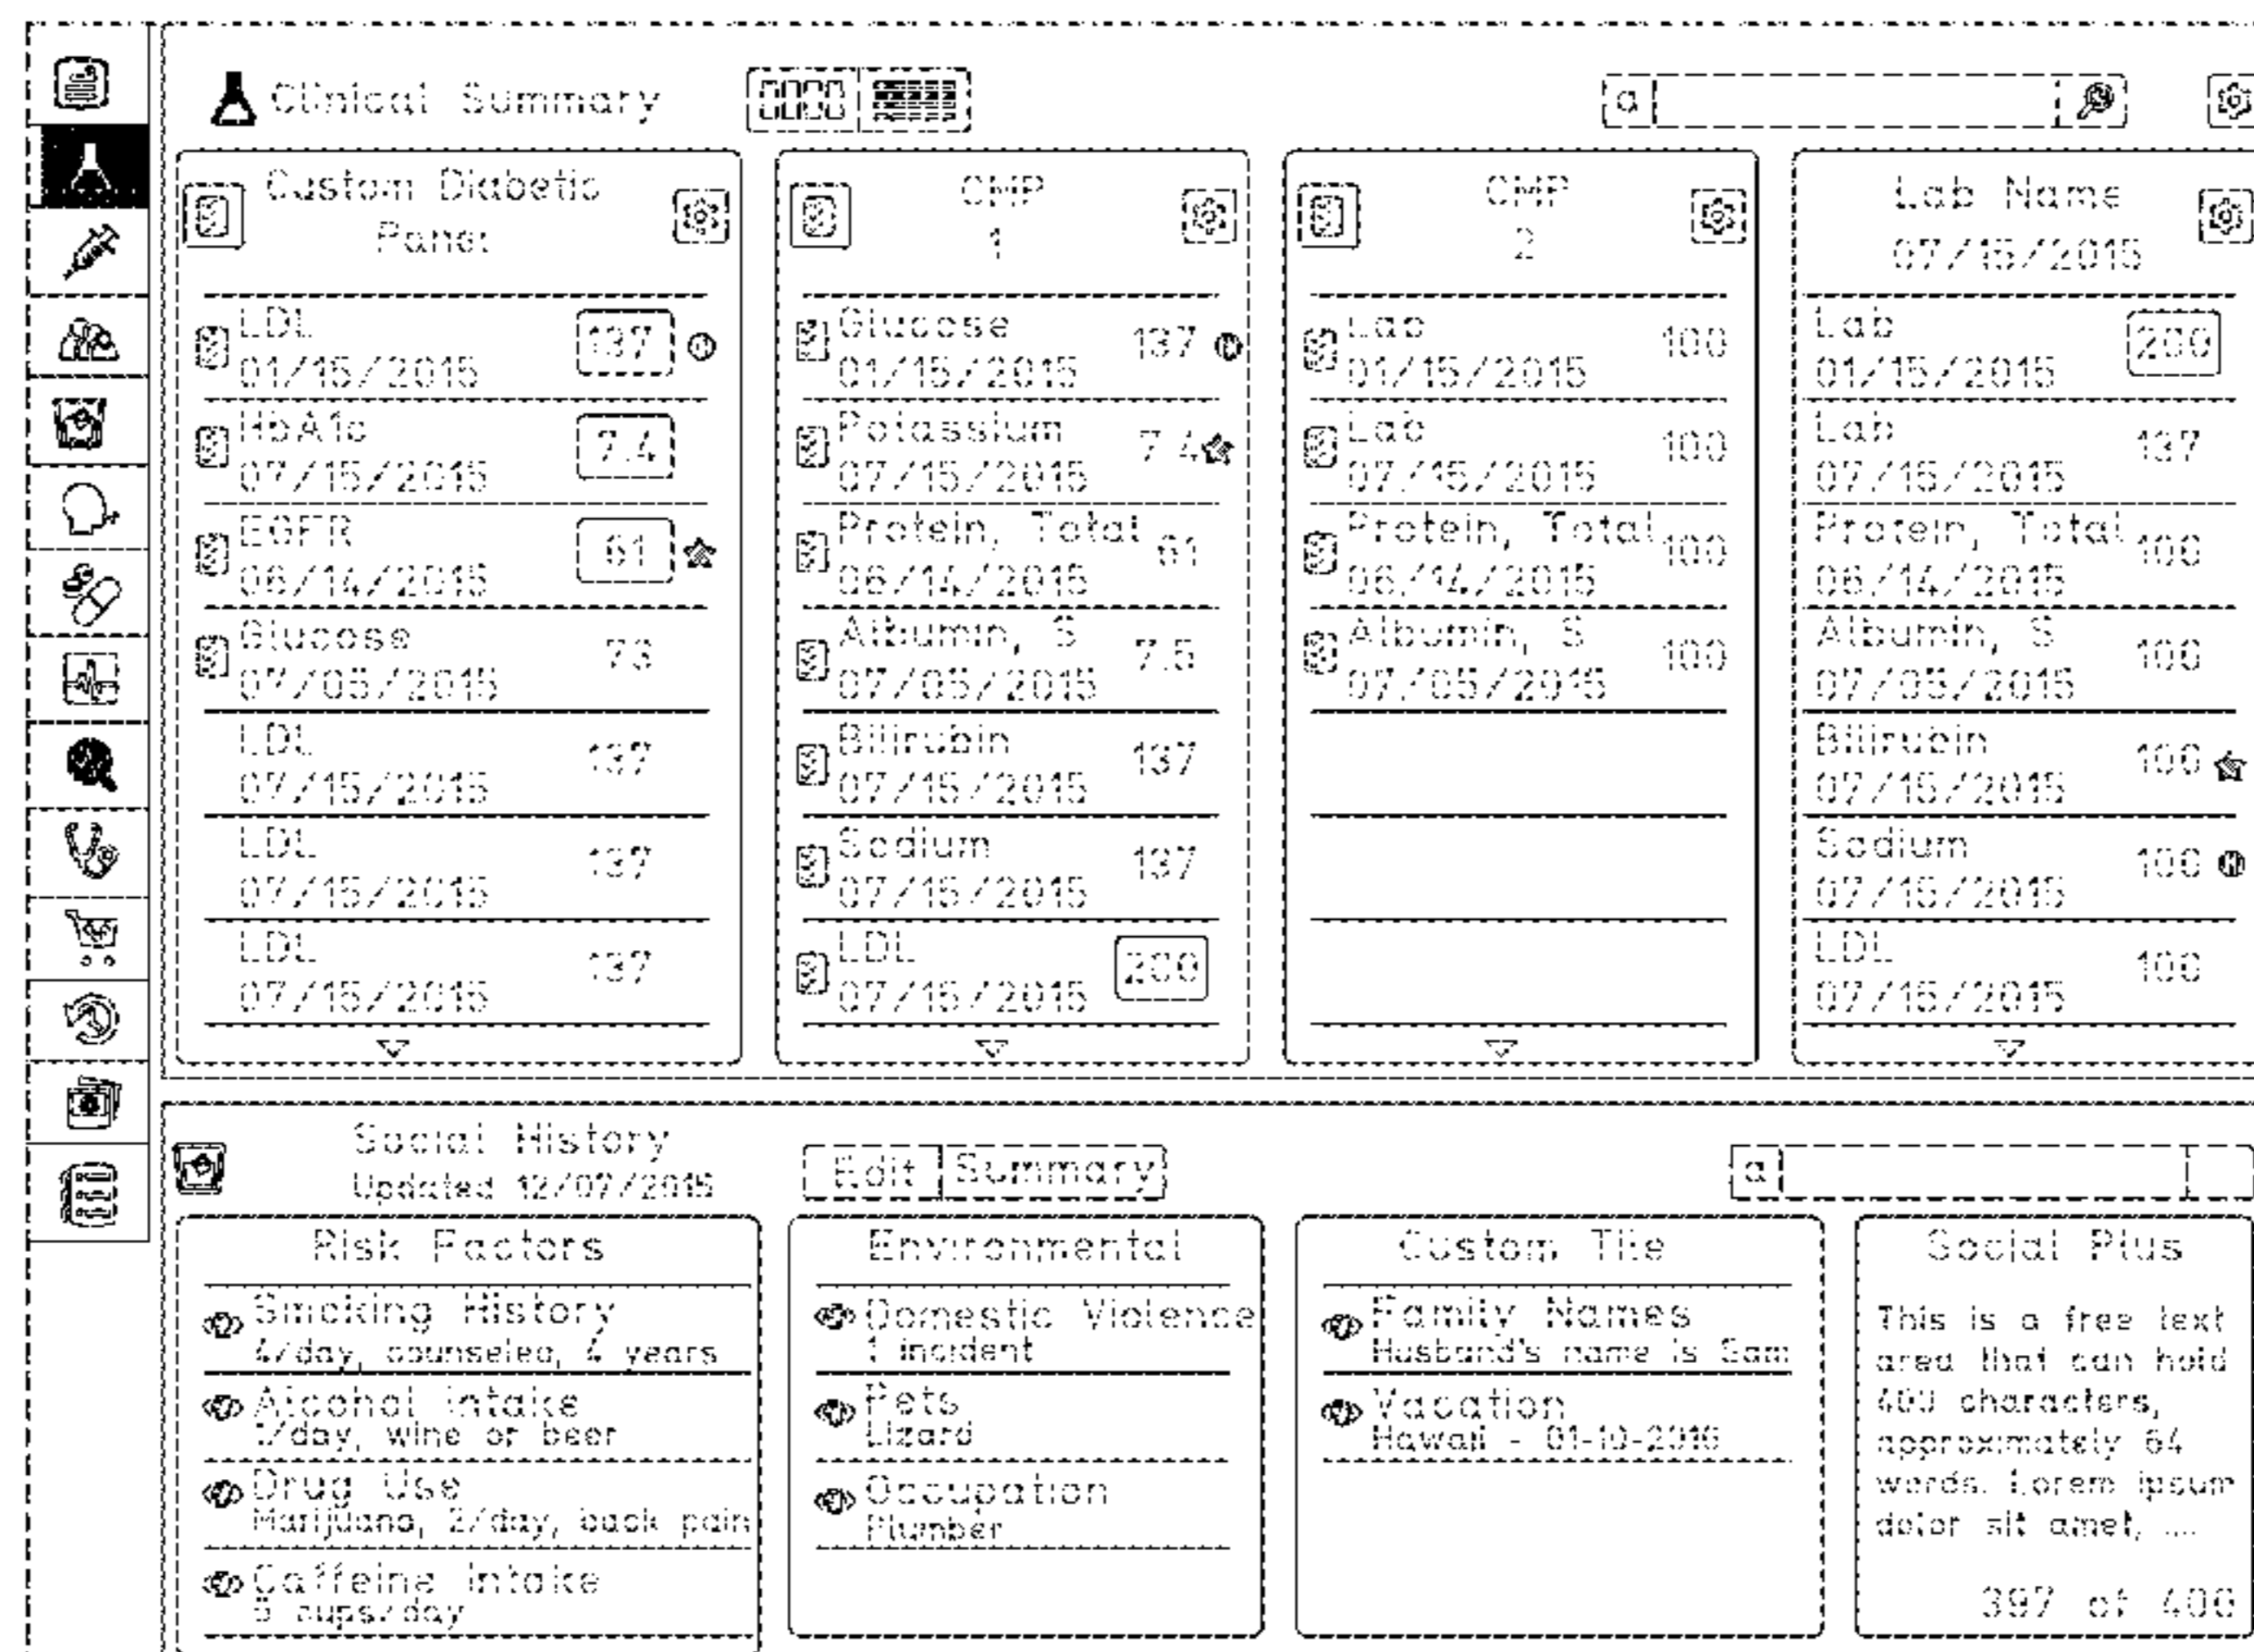 Clinical Summary
a
Custom Diabetic
Panel
LDL 137
01/15/2015
HbA1c 7.4
07/15/2015
EGFR 61
06/14/2015
Glucose 73
07/05/2015
LDL 137
07/15/2015
LDL 137
07/15/2015
LDL 137
07/15/2015
CMP
1
Glucose 137
01/15/2015
Potassium 7.4
07/15/2015
Protein, Total 61
06/14/2015
Albumin, S 7.5
07/05/2015
Bilirubin 137
07/15/2015
Sodium 137
07/15/2015
LDL 200
07/15/2015
CMP
2
Lab 100
01/15/2015
Lab 100
07/15/2015
Protein, Total 100
06/14/2015
Albumin, S 100
07/05/2015
Lab Name
07/15/2015
Lab 200
01/15/2015
Lab 137
07/15/2015
Protein, Total 100
06/14/2015
Albumin, S 100
07/05/2015
Bilirubin 100
07/15/2015
Sodium 100
07/15/2015
LDL 100
07/15/2015
Social History
Updated 12/07/2015
Edit Summary
a
Risk Factors
Smoking History
4/day, counseled, 4 years
Alcohol Intake
1/day, wine or beer
Drug Use
Marijuana, 2/day, back pain
Caffeine Intake
5 cups/day
Environmental
Domestic Violence
1 incident
Pets
Lizard
Occupation
Plumber
Custom Tile
Family Names
Husband's name is Sam
Vacation
Hawaii - 01-10-2016
Social Plus
This is a free text
area that can hold
400 characters,
approximately 64
words. Lorem ipsum
dolor sit amet, ...
397 of 400